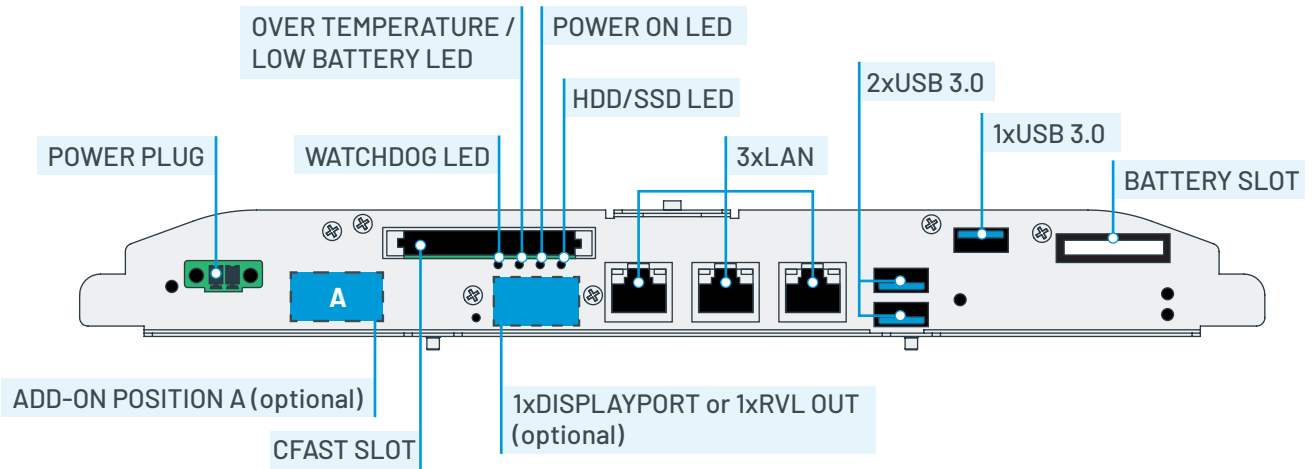 OVER TEMPERATURE /
LOW BATTERY LED
POWER ON LED
HDD/SSD LED
2xUSB 3.0
1xUSB 3.0
POWER PLUG
WATCHDOG LED
3xLAN
BATTERY SLOT
A
ADD-ON POSITION A (optional)
1xDISPLAYPORT or 1xRVL OUT
(optional)
CFAST SLOT